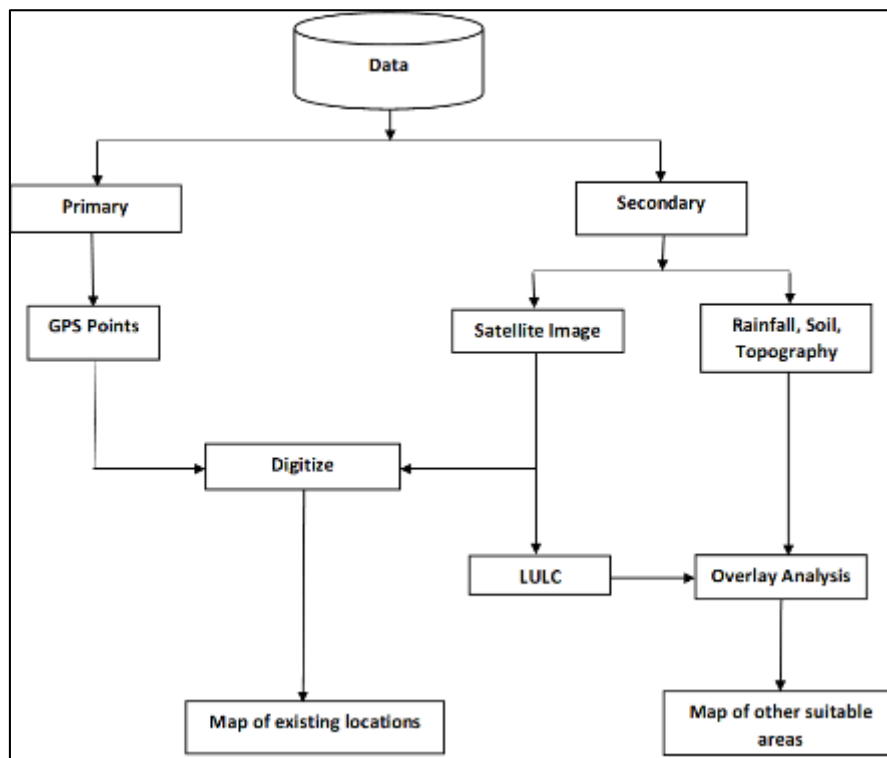 Data
Primary
Secondary
GPS Points
Satellite Image
Rainfall, Soil,
Topography
Digitize
LULC
Overlay Analysis
Map of existing locations
Map of other suitable
areas